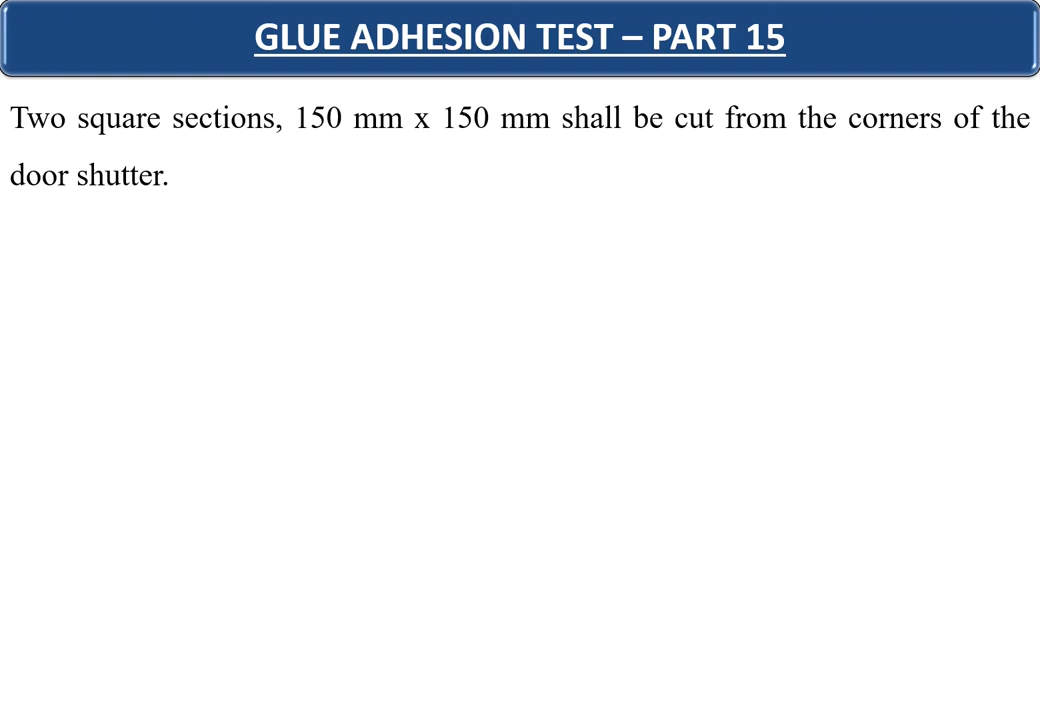 GLUE ADHESION TEST – PART 15
Two square sections, 150 mm x 150 mm shall be cut from the corners of the
door shutter.